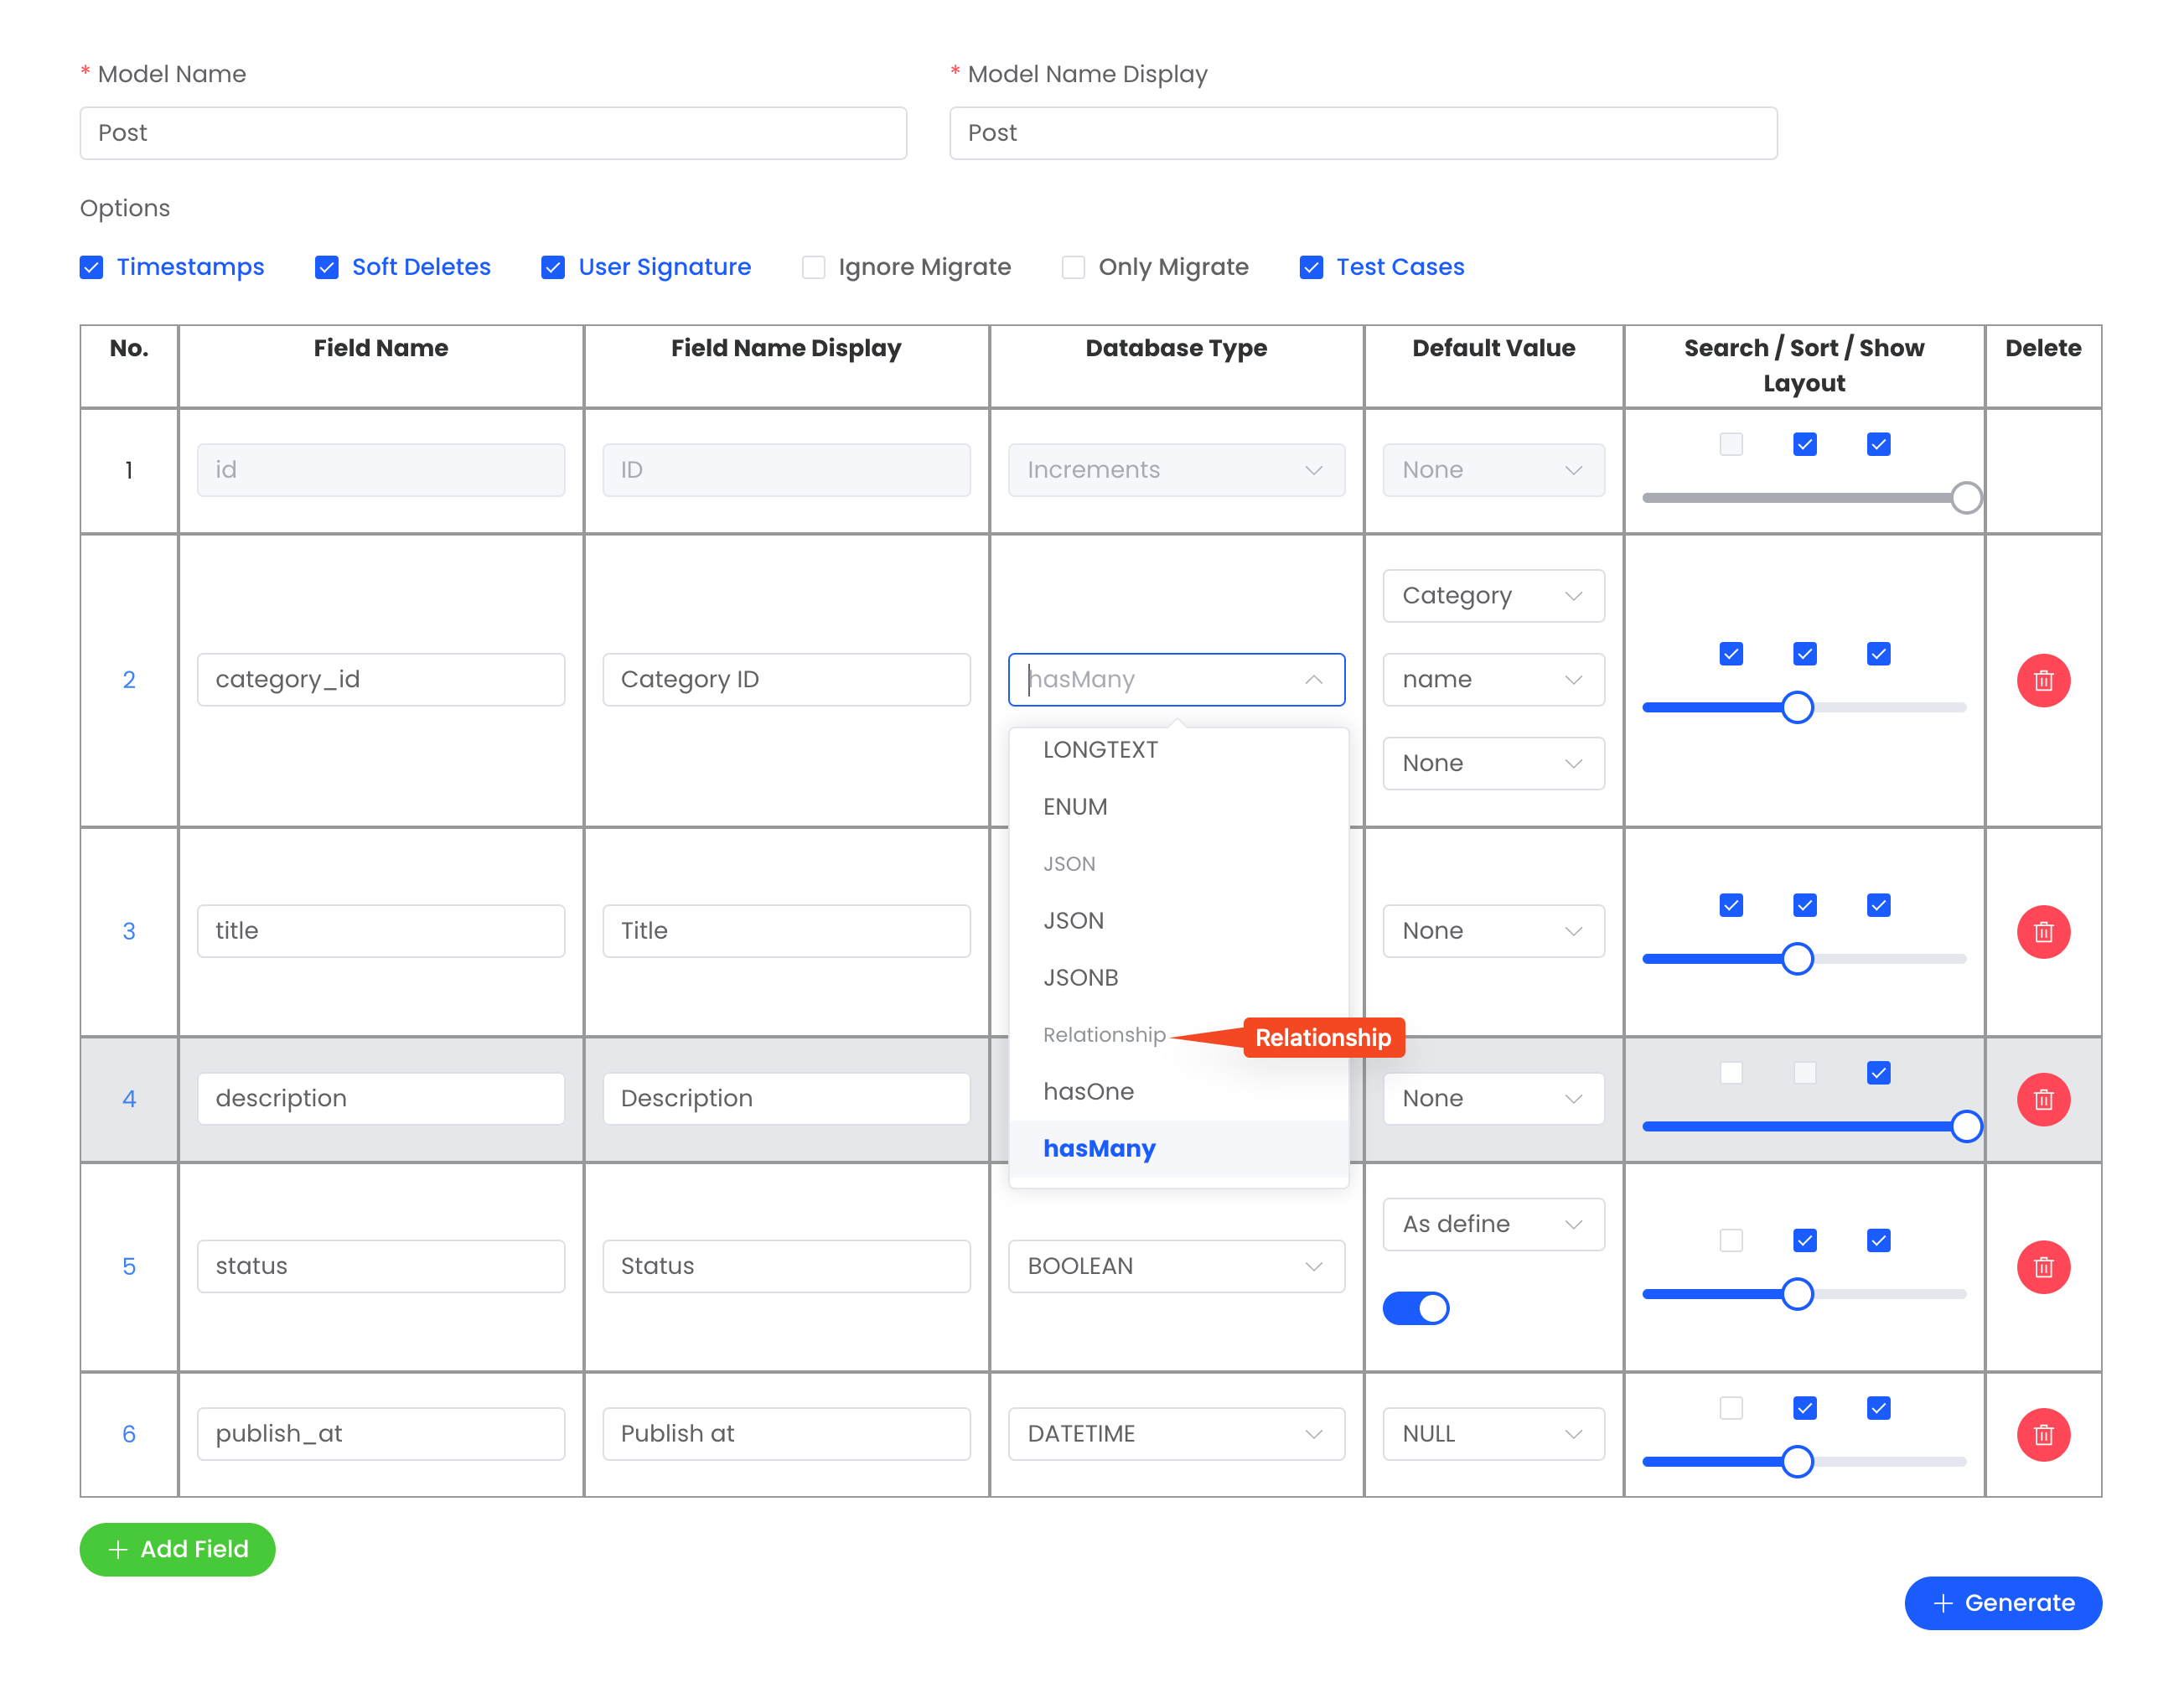 * Model Name
* Model Name Display
Post
Post
Options
Timestamps Soft Deletes User Signature Ignore Migrate Only Migrate Test Cases
No. Field Name Field Name Display Database Type Default Value Search / Sort / Show Layout Delete
1 id ID Increments None
Category
2 category_id Category ID hasMany name
None
LONGTEXT
ENUM
JSON
JSON
JSONB
Relationship
Relationship
hasOne
hasMany
3 title Title None
4 description Description None
As define
5 status Status BOOLEAN
6 publish_at Publish at DATETIME NULL
Add Field
Generate